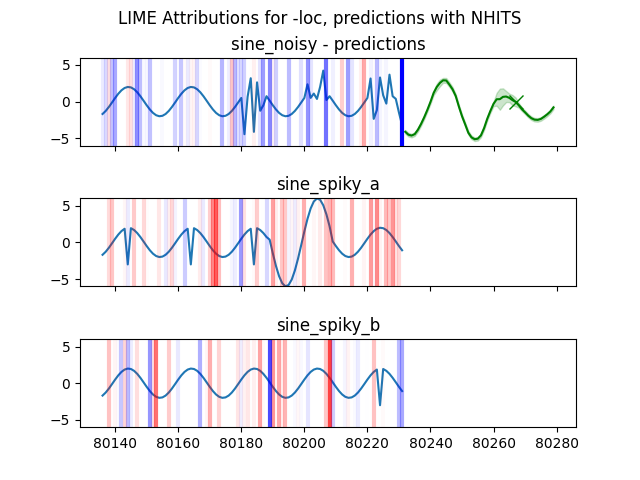 LIME Attributions for -loc, predictions with NHITS
sine_noisy - predictions
5
0
−5
sine_spiky_a
5
0
−5
sine_spiky_b
5
0
−5
80140 80160 80180 80200 80220 80240 80260 80280